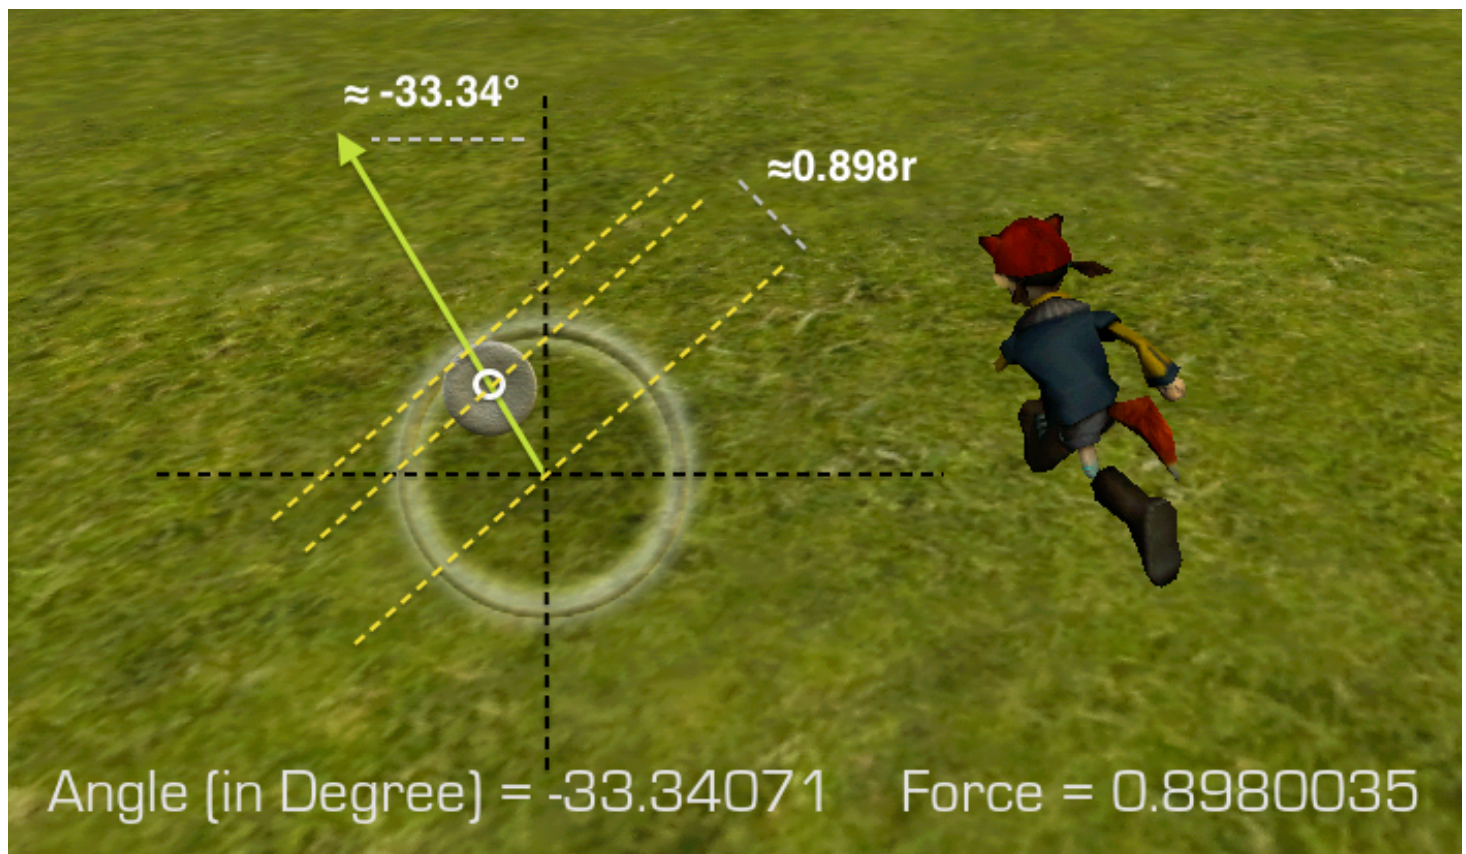 ≈ -33.34°
≈0.898r
Angle (in Degree) = -33.34071 Force = 0.8980035